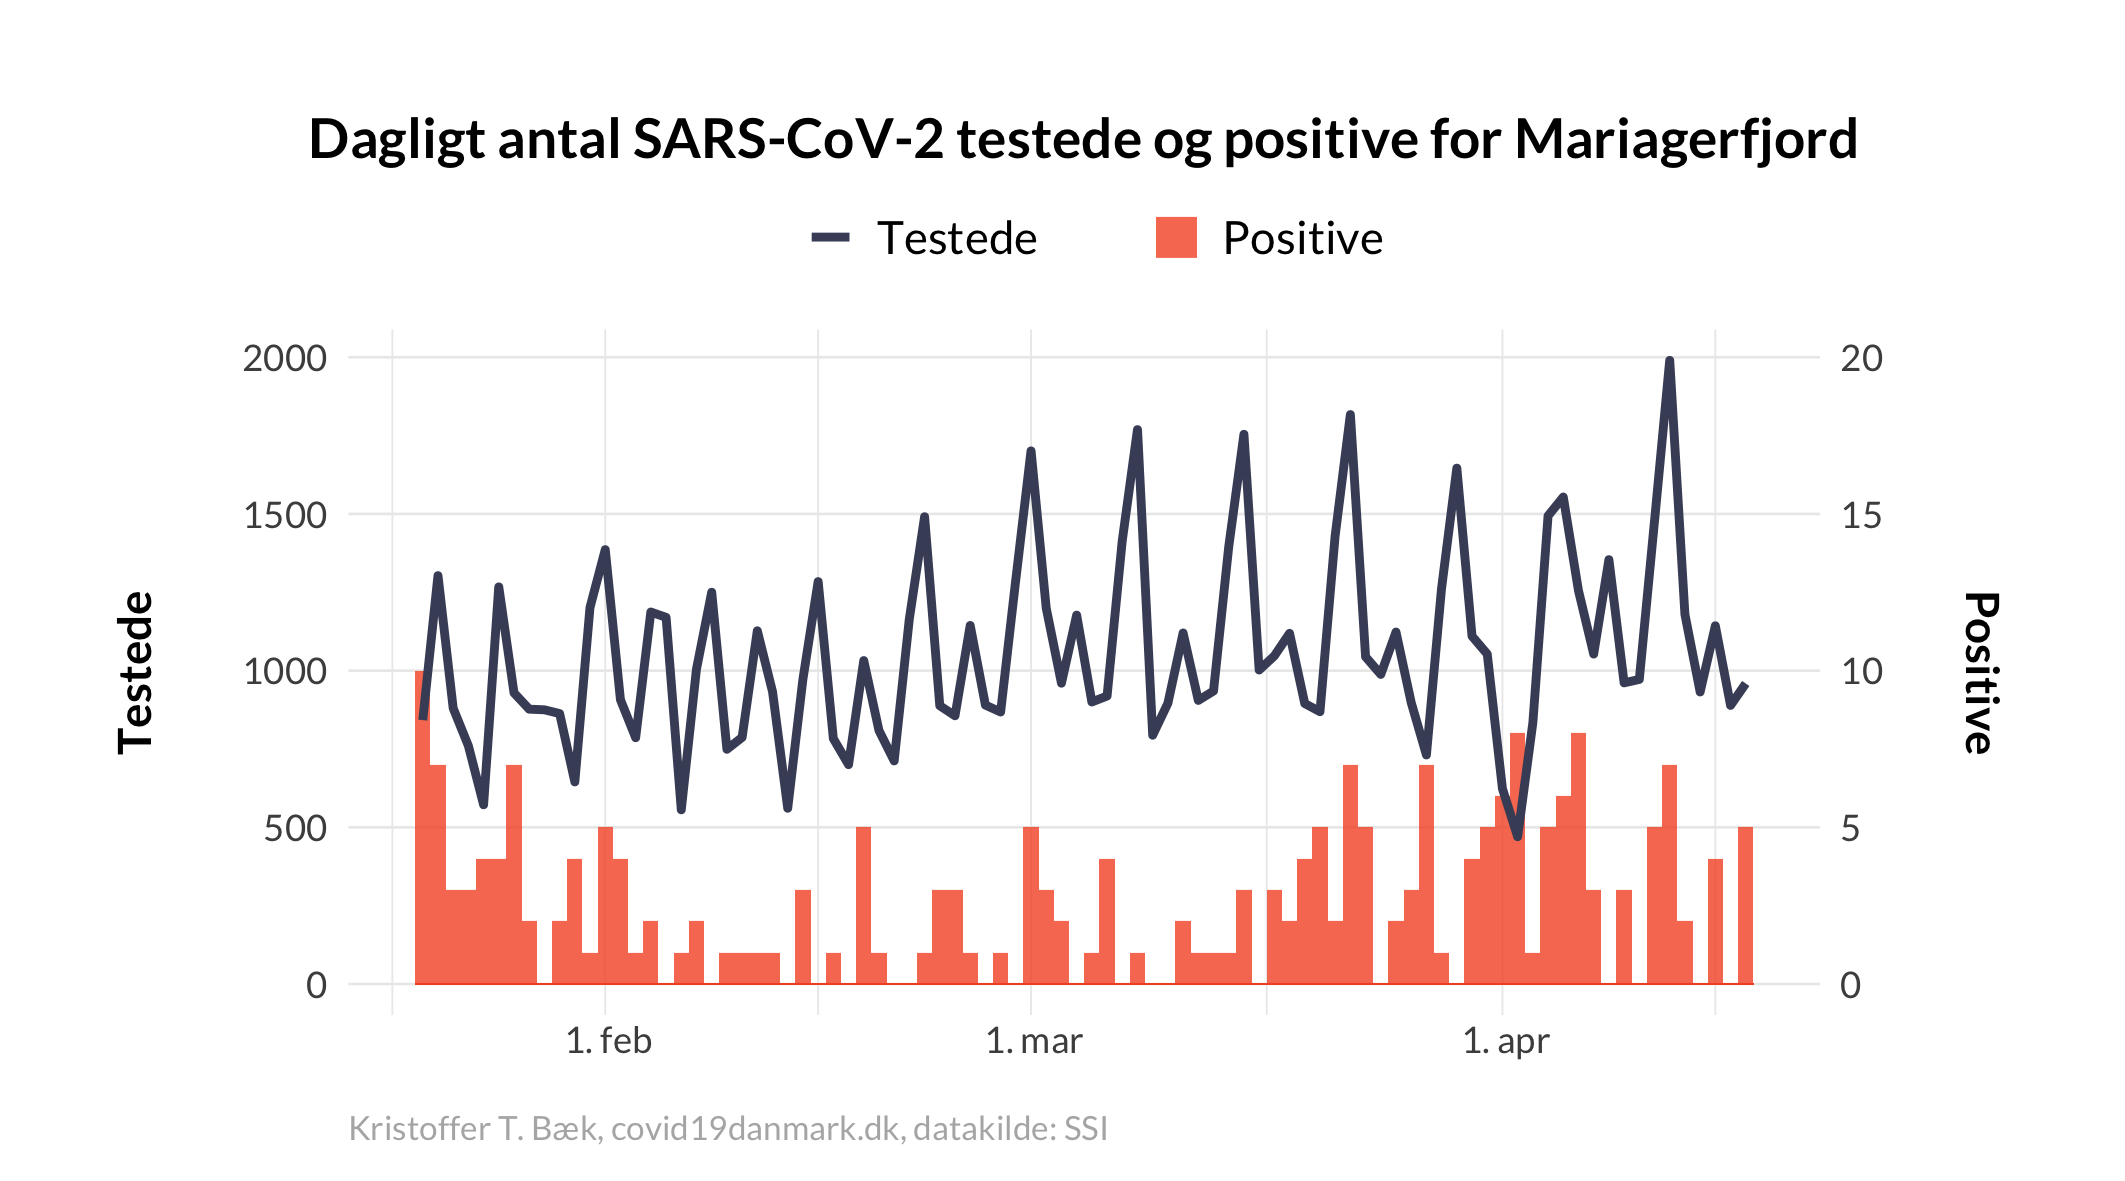 Dagligt antal SARS-CoV-2 testede og positive for Mariagerfjord
Testede
Positive
2000
1500
1000
500
0
Testede
20
15
10
5
0
Positive
1. feb
1. mar
1. apr
Kristoffer T. Bæk, covid19danmark.dk, datakilde: SSI